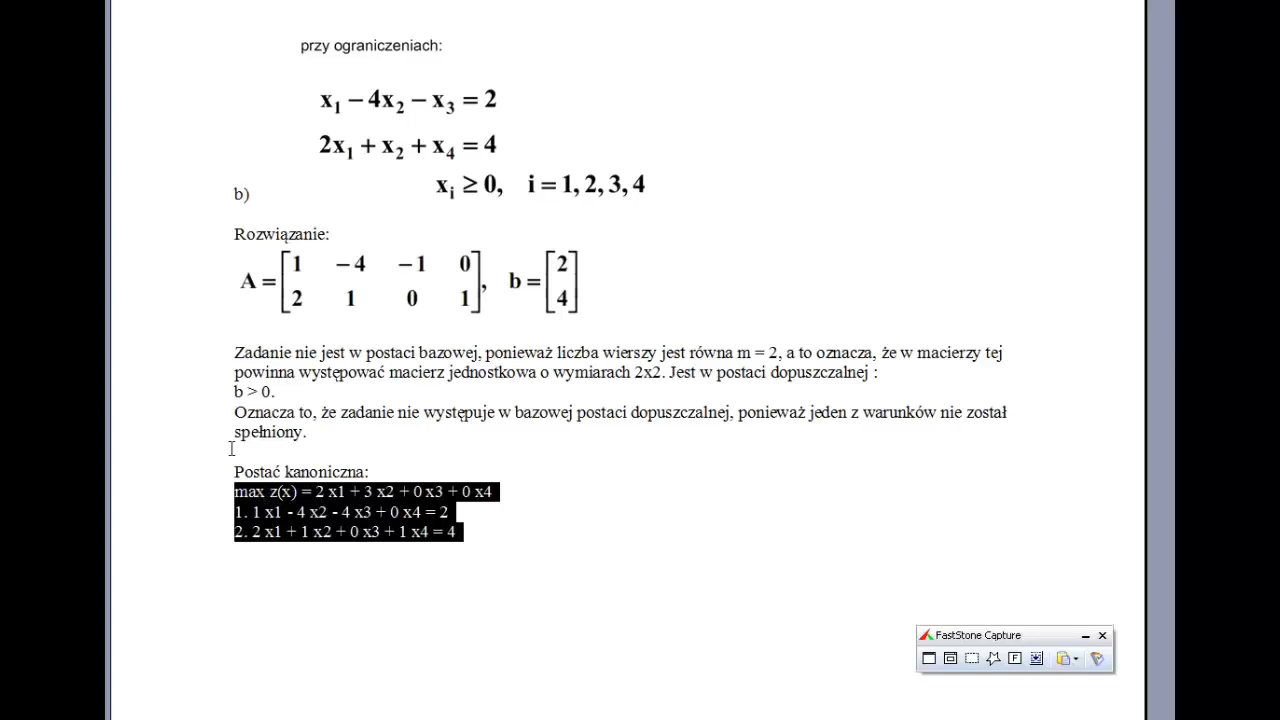 przy ograniczeniach:
x₁ − 4x₂ − x₃ = 2
2x₁ + x₂ + x₄ = 4
xᵢ ≥ 0, i = 1, 2, 3, 4
b)
Rozwiązanie:
A = [1 −4 −1 0], b = [2]
[2 1 0 1] [4]
Zadanie nie jest w postaci bazowej, ponieważ liczba wierszy jest równa m = 2, a to oznacza, że w macierzy tej
powinna występować macierz jednostkowa o wymiarach 2x2. Jest w postaci dopuszczalnej :
b > 0.
Oznacza to, że zadanie nie występuje w bazowej postaci dopuszczalnej, ponieważ jeden z warunków nie został
spełniony.
Postać kanoniczna:
max z(x) = 2 x1 + 3 x2 + 0 x3 + 0 x4
1. 1 x1 - 4 x2 - 4 x3 + 0 x4 = 2
2. 2 x1 + 1 x2 + 0 x3 + 1 x4 = 4
FastStone Capture
F